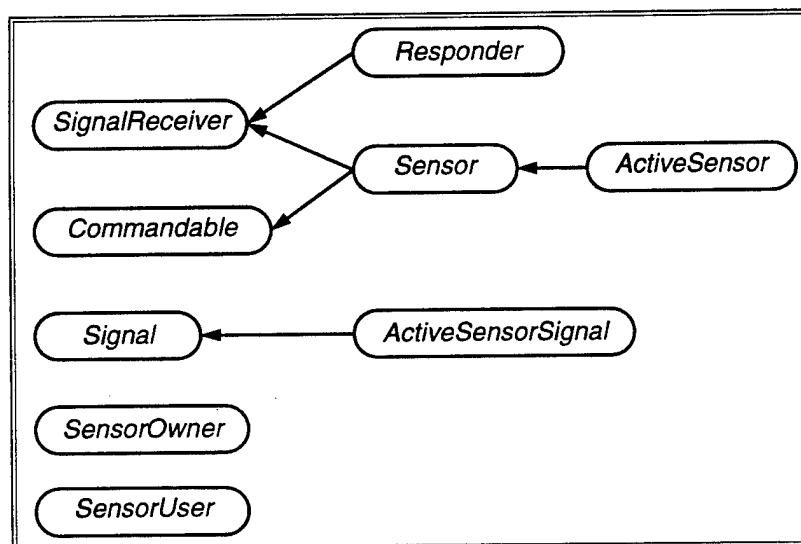 Responder
SignalReceiver
Sensor
ActiveSensor
Commandable
Signal
ActiveSensorSignal
SensorOwner
SensorUser